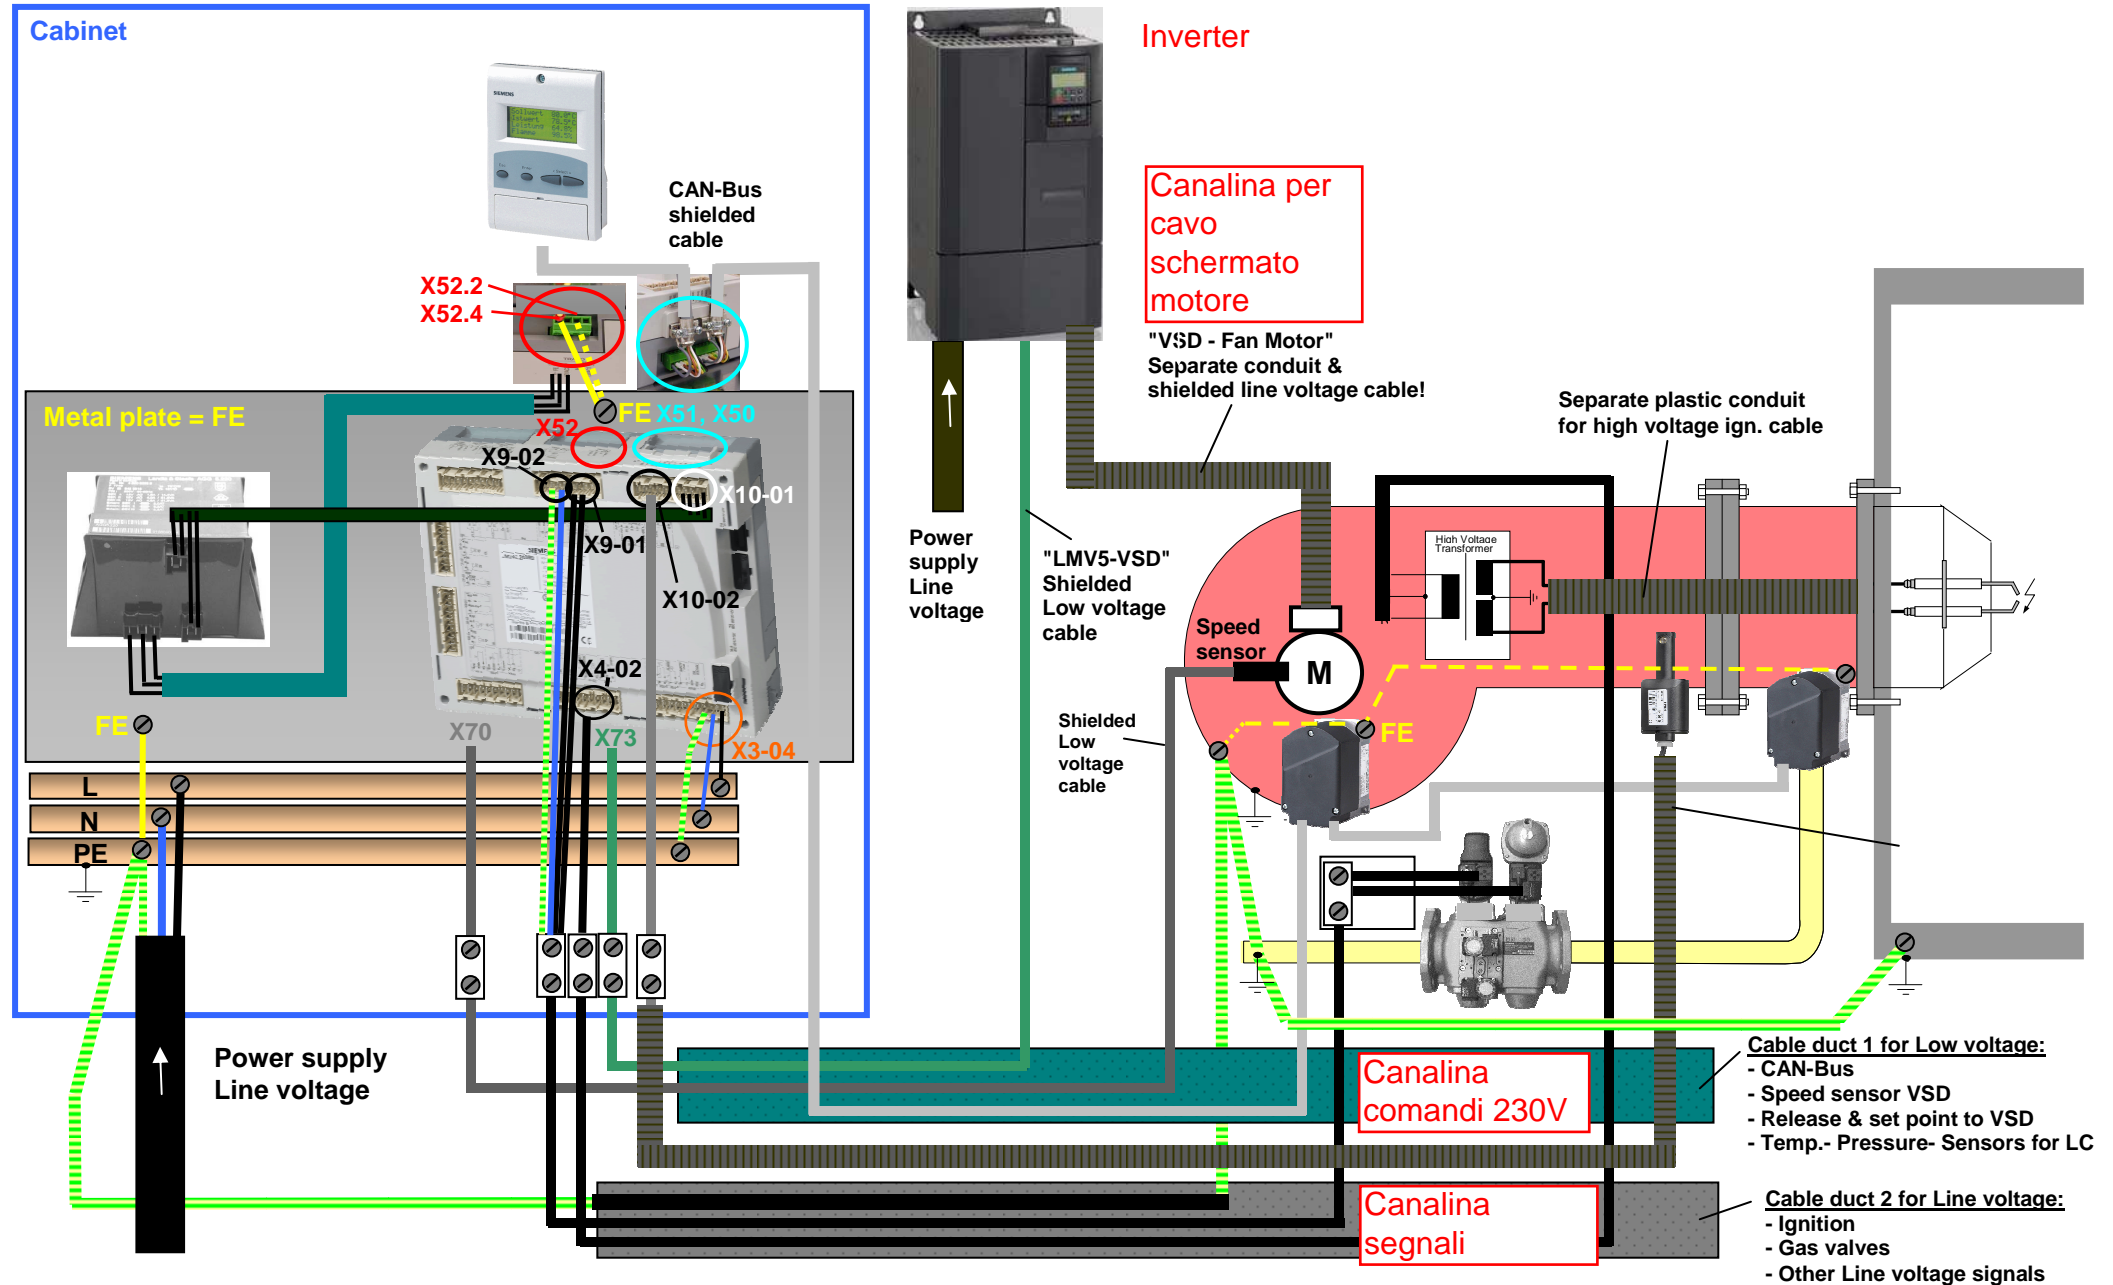 Cabinet
Inverter
SIEMENS
CAN-Bus
shielded
cable
Canalina per
cavo
schermato
motore
X52.2
X52.4
"VSD - Fan Motor"
Separate conduit &
shielded line voltage cable!
Separate plastic conduit
for high voltage ign. cable
Metal plate = FE
FE
X51, X50
X52
X9-02
X10-01
X9-01
X10-02
X4-02
Power
supply
Line
voltage
"LMV5-VSD"
Shielded
Low voltage
cable
High Voltage
Transformer
Speed
sensor
M
FE
X70
X73
X3-04
Shielded
Low
voltage
cable
FE
L
N
PE
Power supply
Line voltage
Canalina
comandi 230V
Cable duct 1 for Low voltage:
- CAN-Bus
- Speed sensor VSD
- Release & set point to VSD
- Temp.- Pressure- Sensors for LC
Canalina
segnali
Cable duct 2 for Line voltage:
- Ignition
- Gas valves
- Other Line voltage signals